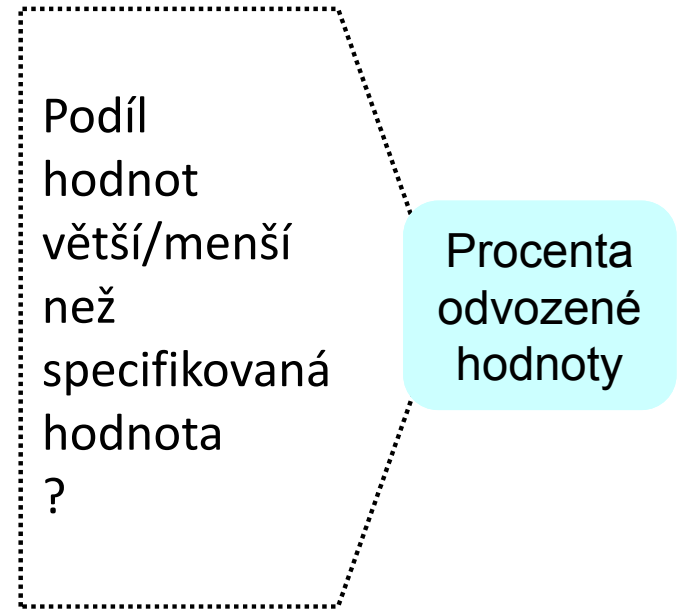 Podíl
hodnot
větší/menší
než
specifikovaná
hodnota
?
Procenta
odvozené
hodnoty